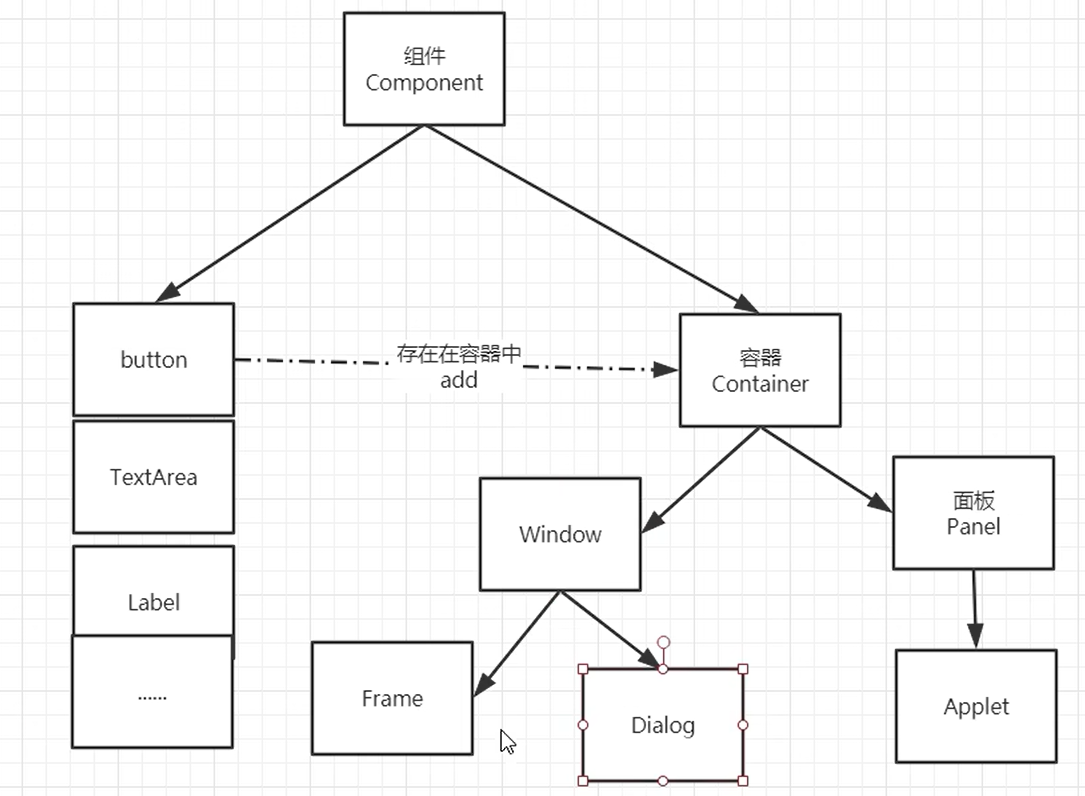 组件
Component
button
存在在容器中
add
容器
Container
TextArea
Window
面板
Panel
Label
......
Frame
Dialog
Applet